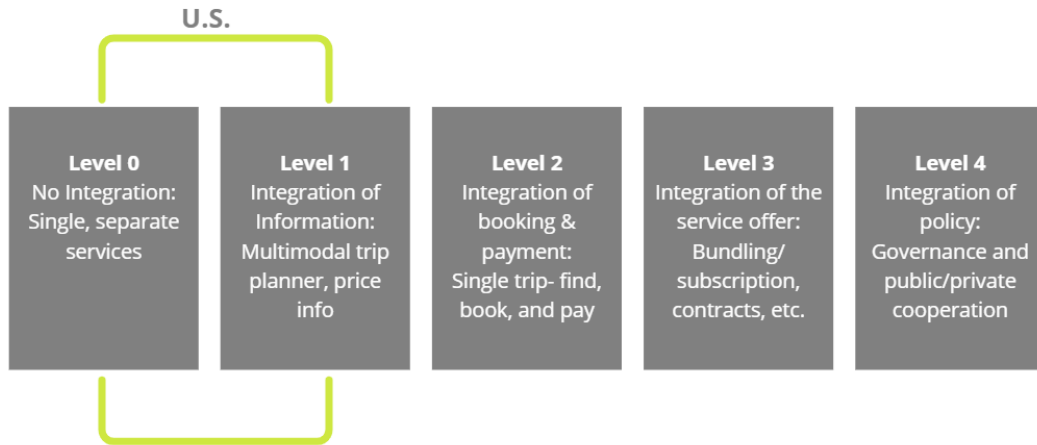 U.S.
Level 0
No Integration:
Single, separate
services
Level 1
Integration of
Information:
Multimodal trip
planner, price
info
Level 2
Integration of
booking &
payment:
Single trip- find,
book, and pay
Level 3
Integration of the
service offer:
Bundling/
subscription,
contracts, etc.
Level 4
Integration of
policy:
Governance and
public/private
cooperation